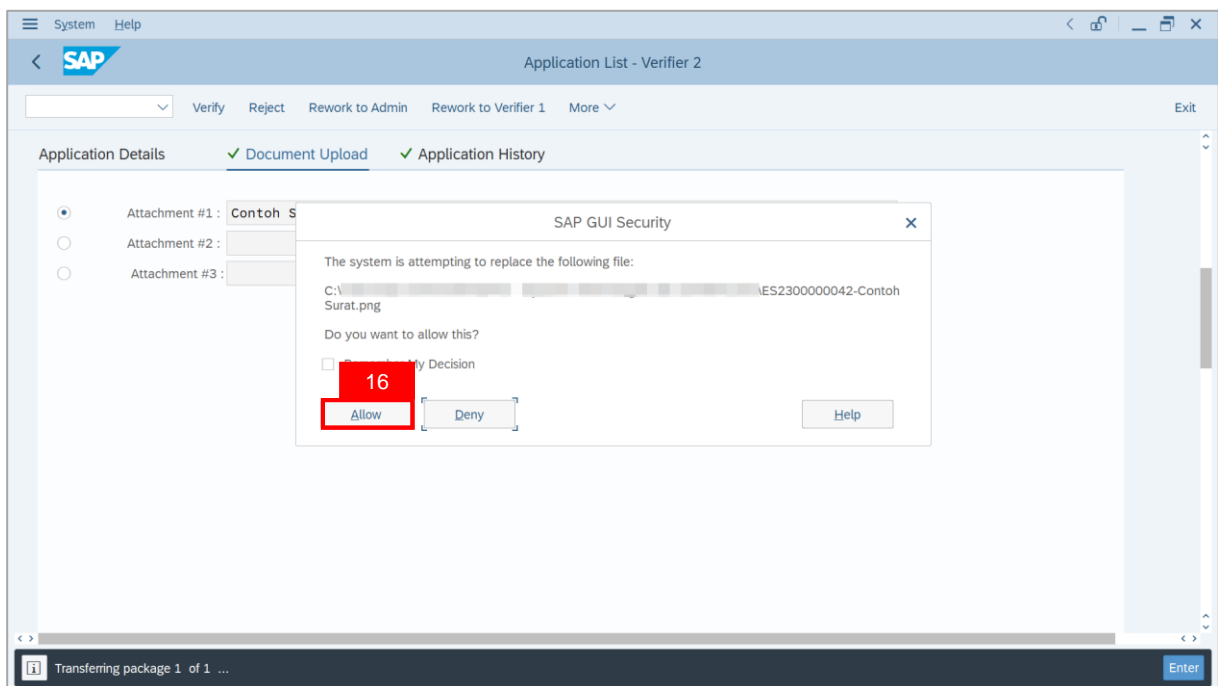 System Help
SAP
Application List - Verifier 2
Verify Reject Rework to Admin Rework to Verifier 1 More Exit
Application Details Document Upload Application History
Attachment #1 : Contoh S
Attachment #2 :
Attachment #3 :
SAP GUI Security
The system is attempting to replace the following file:
C:\ \ES2300000042-Contoh
Surat.png
Do you want to allow this?
My Decision
16
Allow Deny Help
Transferring package 1 of 1 ...
Enter